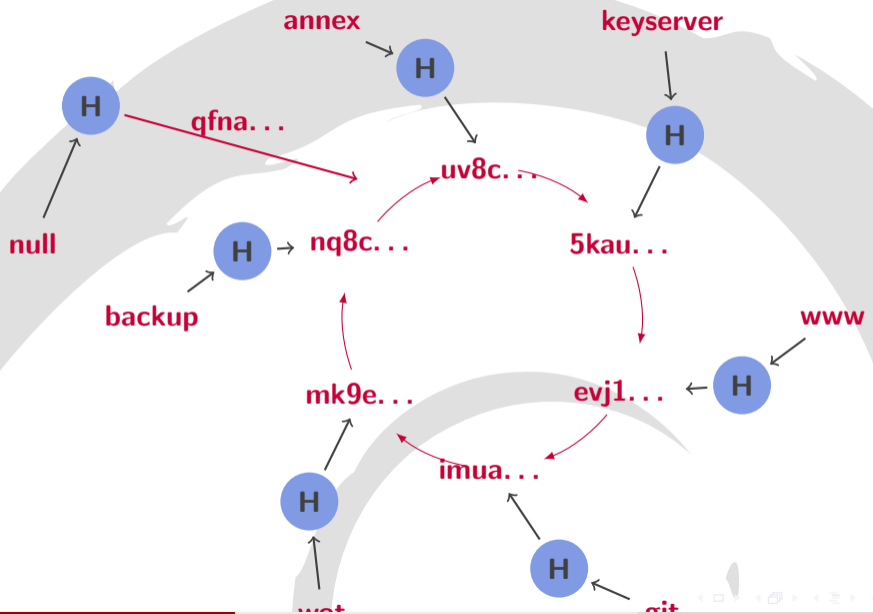 annex
keyserver
H
H
qfna...
H
uv8c...
null
H
nq8c...
5kau...
backup
www
mk9e...
evj1...
H
imua...
H
H